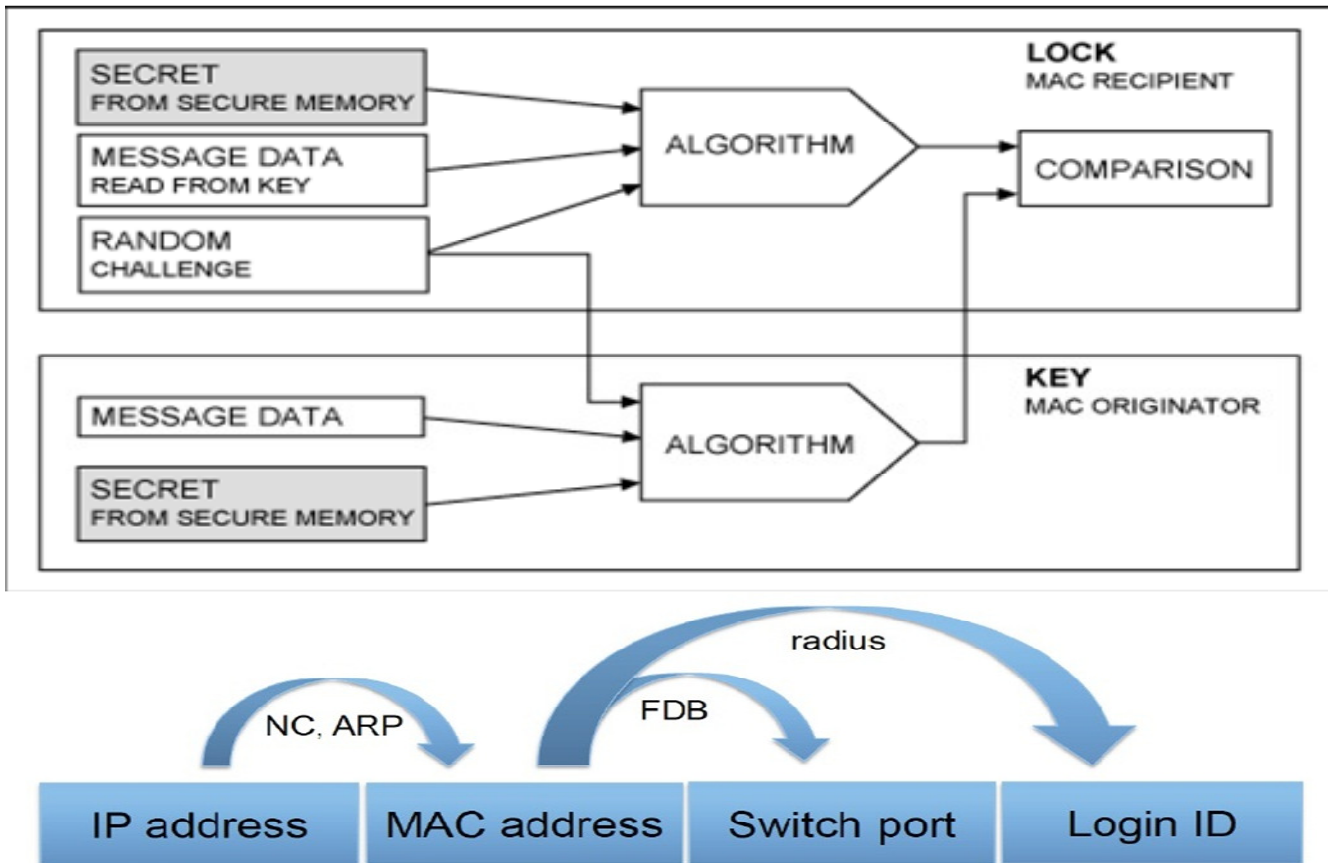 SECRET
FROM SECURE MEMORY
MESSAGE DATA
READ FROM KEY
RANDOM
CHALLENGE
ALGORITHM
LOCK
MAC RECIPIENT
COMPARISON
MESSAGE DATA
SECRET
FROM SECURE MEMORY
ALGORITHM
KEY
MAC ORIGINATOR
radius
NC, ARP
FDB
IP address
MAC address
Switch port
Login ID